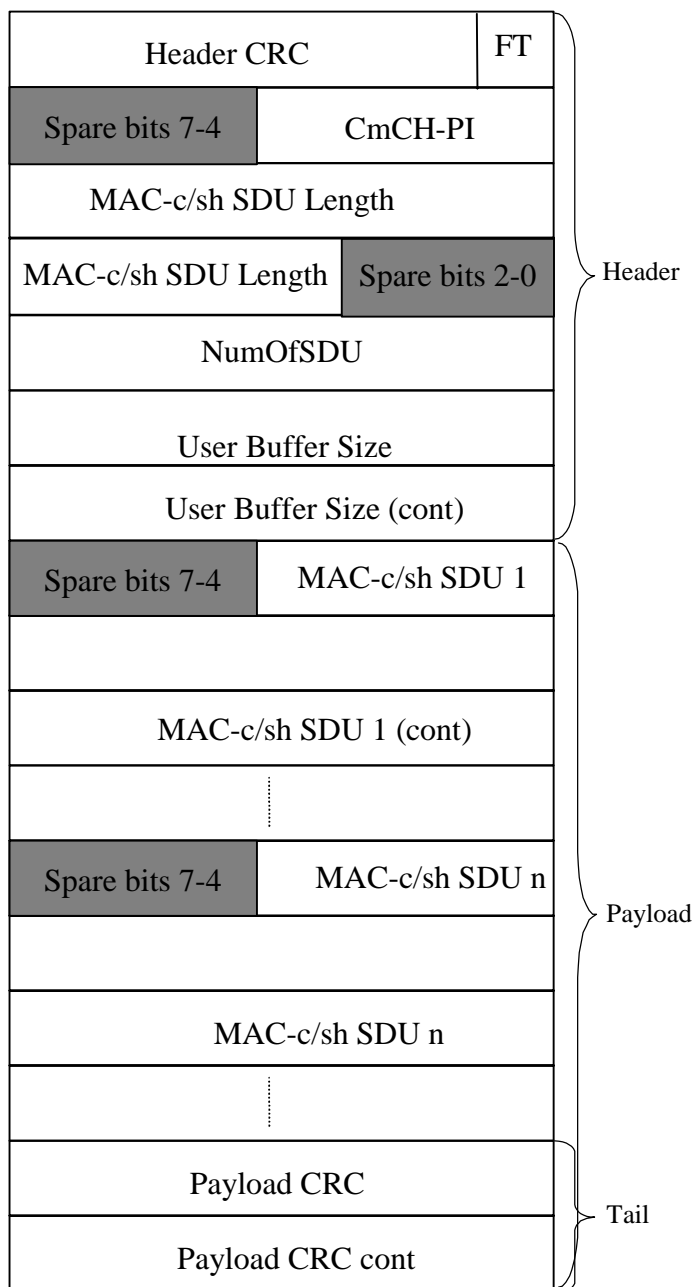 Header CRC FT
Spare bits 7-4 CmCH-PI
MAC-c/sh SDU Length
MAC-c/sh SDU Length Spare bits 2-0
Header
NumOfSDU
User Buffer Size
User Buffer Size (cont)
Spare bits 7-4 MAC-c/sh SDU 1
MAC-c/sh SDU 1 (cont)
Spare bits 7-4 MAC-c/sh SDU n
Payload
MAC-c/sh SDU n
Payload CRC
Tail
Payload CRC cont